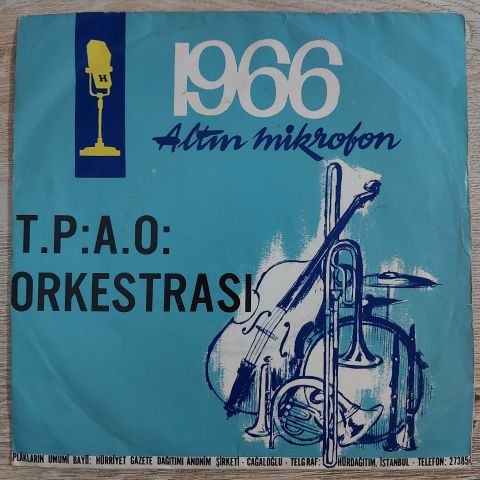 1966
H
Altın mikrofon
T.P:A.O:
ORKESTRASI
PLAKLARIN UMUMİ BAYİİ: HÜRRİYET GAZETE DAĞITIMI ANONİM ŞİRKETİ - CAĞALOĞLU - TELGRAF: HÜRDAĞITIM, İSTANBUL - TELEFON: 27385